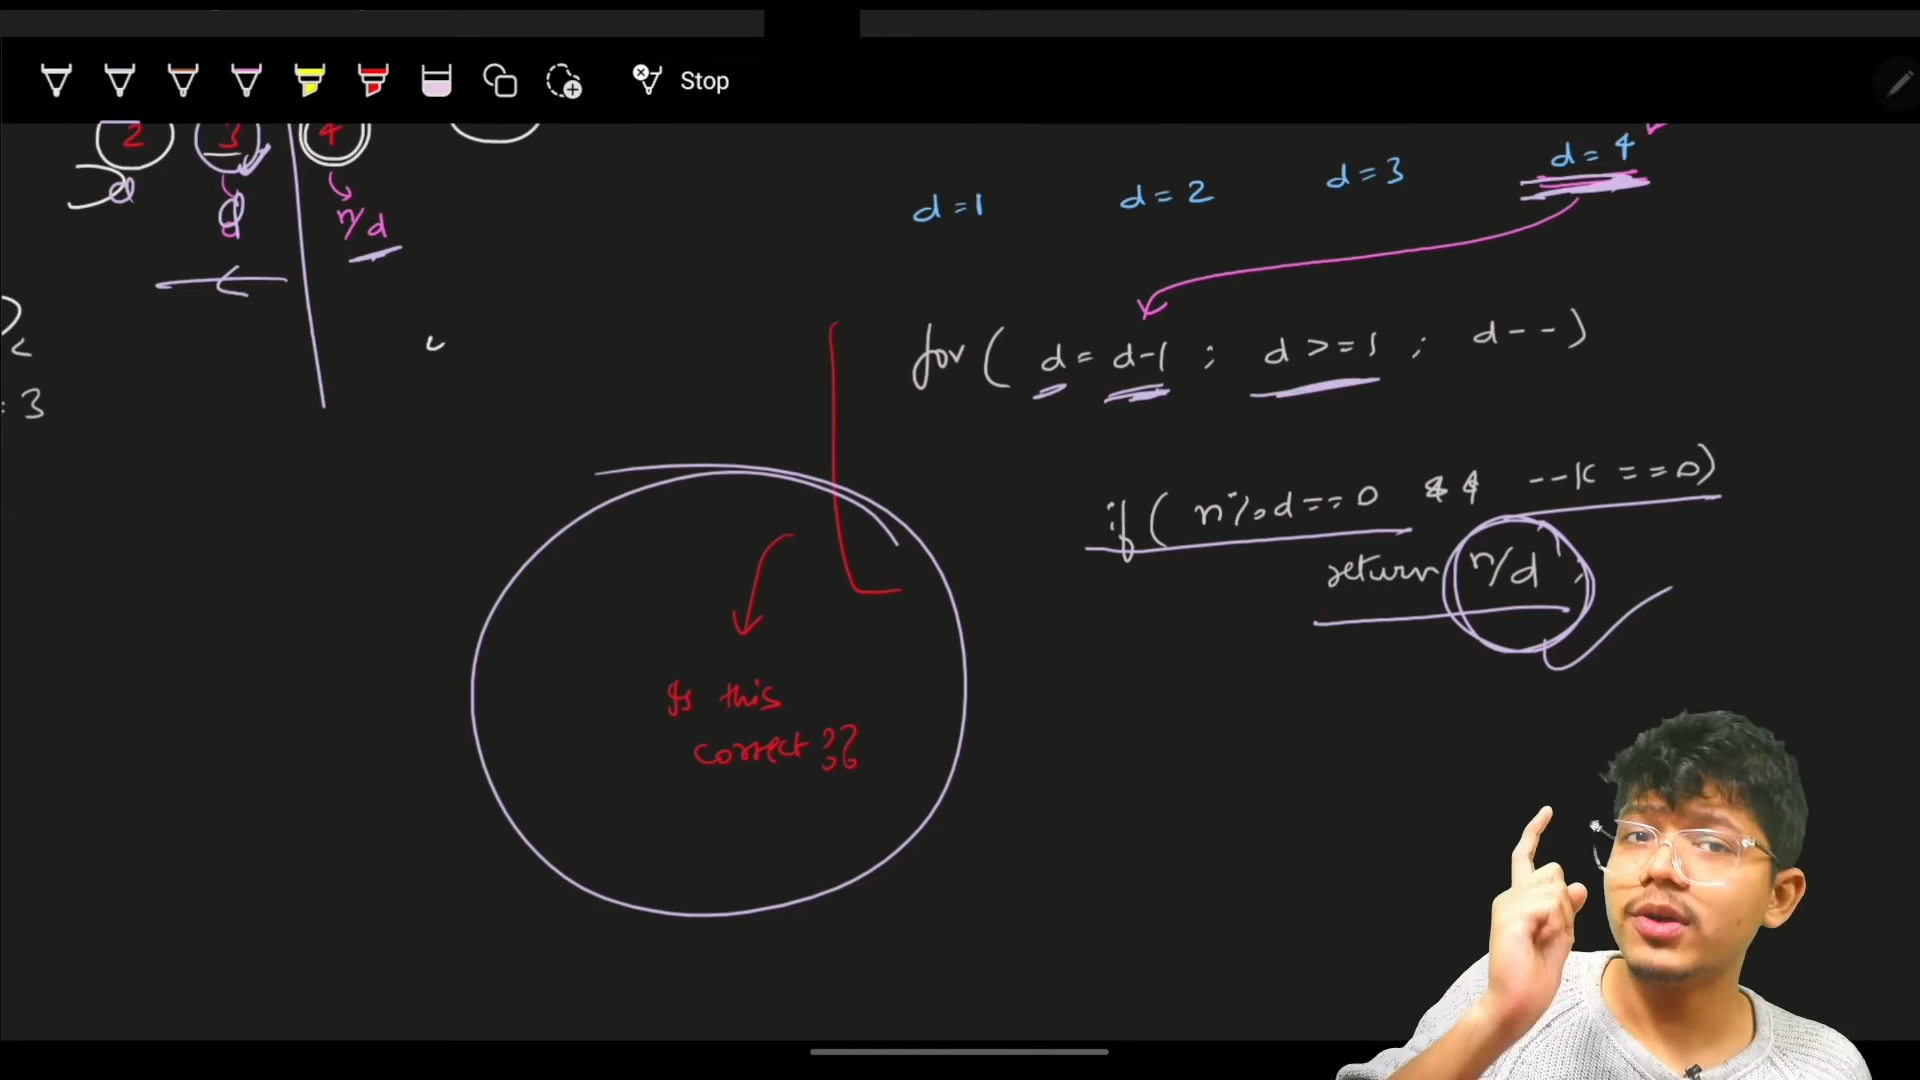 Stop
2 3 4
d d n/d
= 3
d = 1 d = 2 d = 3 d = 4
for ( d = d-1 ; d >= 1 ; d-- )
if ( n%d == 0 && --k == 0)
return n/d ;
Is this
correct ??